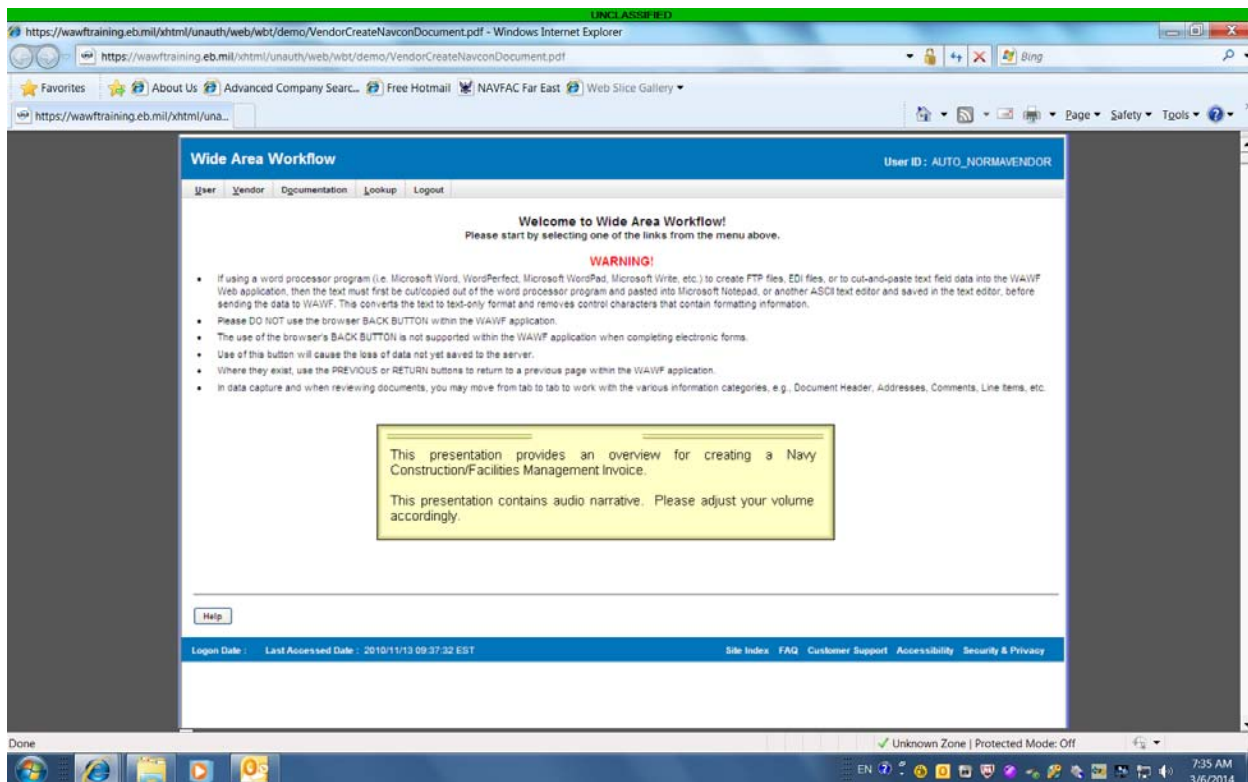 UNCLASSIFIED
https://wawftraining.eb.mil/xhtml/unauth/web/wbt/demo/VendorCreateNavconDocument.pdf - Windows Internet Explorer
https://wawftraining.eb.mil/xhtml/unauth/web/wbt/demo/VendorCreateNavconDocument.pdf
Bing
Favorites About Us Advanced Company Searc... Free Hotmail NAVFAC Far East Web Slice Gallery
https://wawftraining.eb.mil/xhtml/una...
Page Safety Tools
Wide Area Workflow
User ID : AUTO_NORMAVENDOR
User Vendor Documentation Lookup Logout
Welcome to Wide Area Workflow!
Please start by selecting one of the links from the menu above.
WARNING!
• If using a word processor program (i.e. Microsoft Word, WordPerfect, Microsoft WordPad, Microsoft Write, etc.) to create FTP files, EDI files, or to cut-and-paste text field data into the WAWF
Web application, then the text must first be cut/copied out of the word processor program and pasted into Microsoft Notepad, or another ASCII text editor and saved in the text editor, before
sending the data to WAWF. This converts the text to text-only format and removes control characters that contain formatting information.
• Please DO NOT use the browser BACK BUTTON within the WAWF application.
• The use of the browser's BACK BUTTON is not supported within the WAWF application when completing electronic forms.
• Use of this button will cause the loss of data not yet saved to the server.
• Where they exist, use the PREVIOUS or RETURN buttons to return to a previous page within the WAWF application.
• In data capture and when reviewing documents, you may move from tab to tab to work with the various information categories, e.g., Document Header, Addresses, Comments, Line Items, etc.
This presentation provides an overview for creating a Navy
Construction/Facilities Management Invoice.
This presentation contains audio narrative. Please adjust your volume
accordingly.
Help
Logon Date : Last Accessed Date : 2010/11/13 09:37:32 EST
Site Index FAQ Customer Support Accessibility Security & Privacy
Done
Unknown Zone | Protected Mode: Off
EN
7:35 AM
3/6/2014